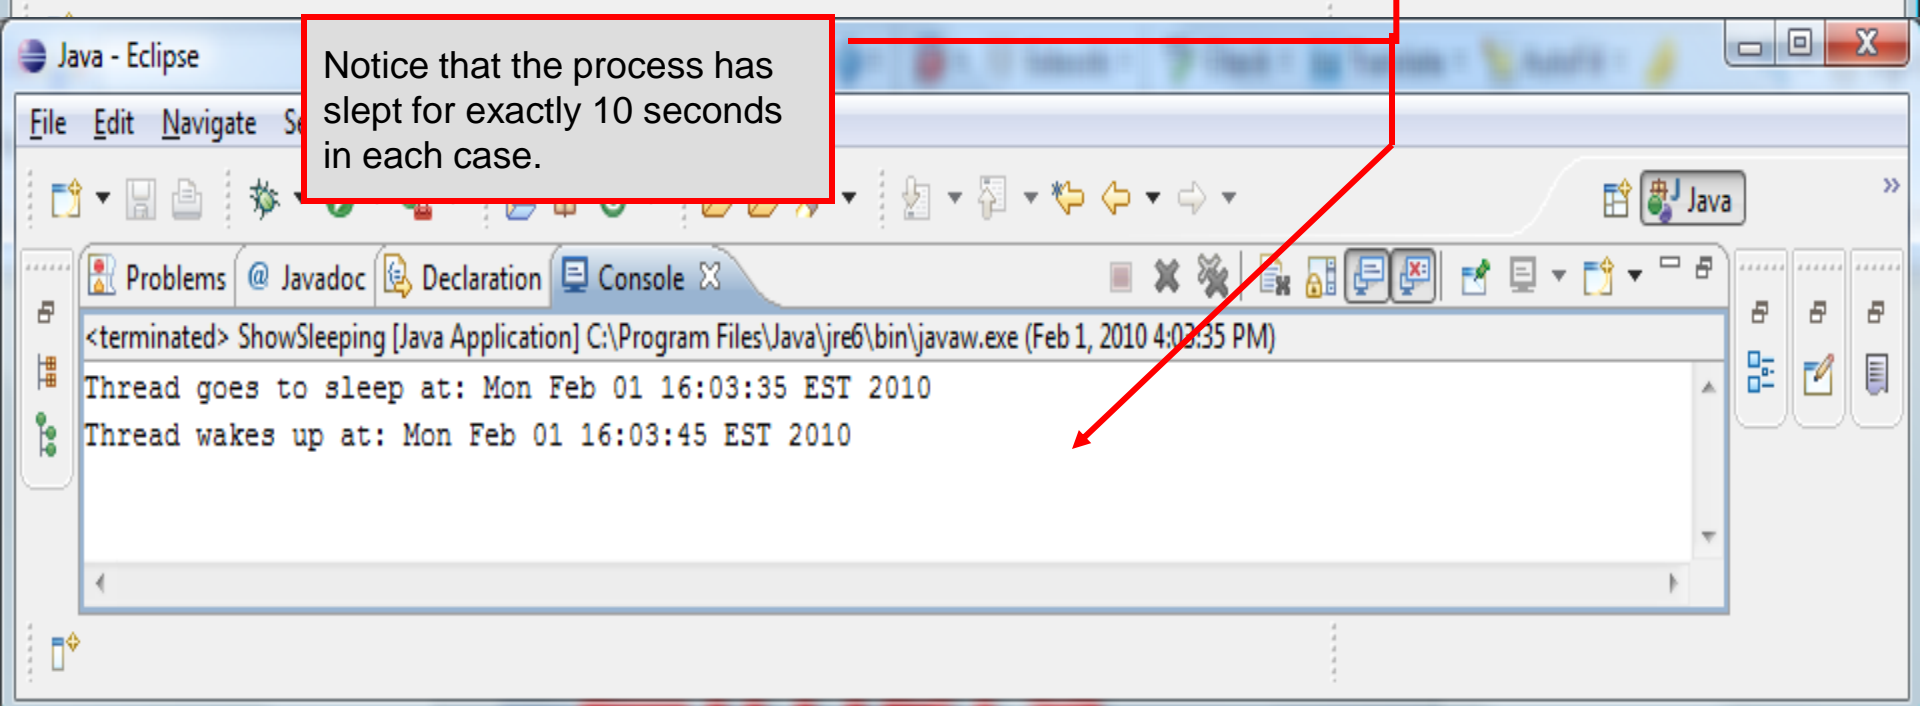 Java - Eclipse
Notice that the process has
slept for exactly 10 seconds
in each case.
File Edit Navigate
Java
Problems @ Javadoc Declaration Console
<terminated> ShowSleeping [Java Application] C:\Program Files\Java\jre6\bin\javaw.exe (Feb 1, 2010 4:03:35 PM)
Thread goes to sleep at: Mon Feb 01 16:03:35 EST 2010
Thread wakes up at: Mon Feb 01 16:03:45 EST 2010